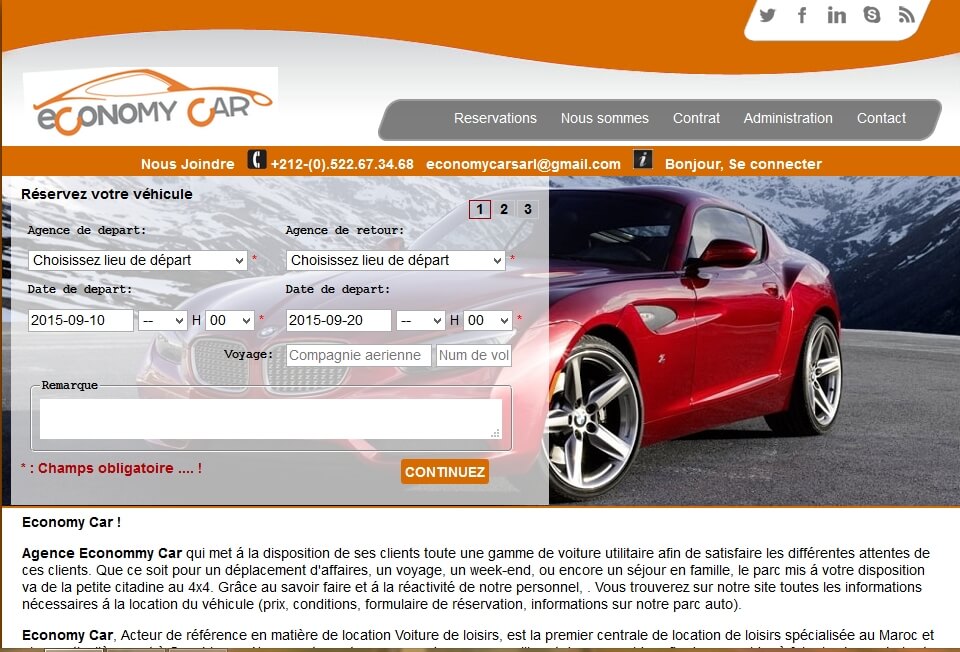 eCONOMY CAR
Reservations Nous sommes Contrat Administration Contact
Nous Joindre +212-(0).522.67.34.68 economycarsarl@gmail.com i Bonjour, Se connecter
Réservez votre véhicule
1 2 3
Agence de depart: Agence de retour:
Choisissez lieu de départ * Choisissez lieu de départ *
Date de depart: Date de depart:
2015-09-10 -- H 00 * 2015-09-20 -- H 00 *
Voyage: Compagnie aerienne Num de vol
Remarque
* : Champs obligatoire .... ! CONTINUEZ
Economy Car !
Agence Econommy Car qui met á la disposition de ses clients toute une gamme de voiture utilitaire afin de satisfaire les différentes attentes de
ces clients. Que ce soit pour un déplacement d'affaires, un voyage, un week-end, ou encore un séjour en famille, le parc mis á votre disposition
va de la petite citadine au 4x4. Grâce au savoir faire et á la réactivité de notre personnel, . Vous trouverez sur notre site toutes les informations
nécessaires á la location du véhicule (prix, conditions, formulaire de réservation, informations sur notre parc auto).
Economy Car, Acteur de référence en matière de location Voiture de loisirs, est la premier centrale de location de loisirs spécialisée au Maroc et